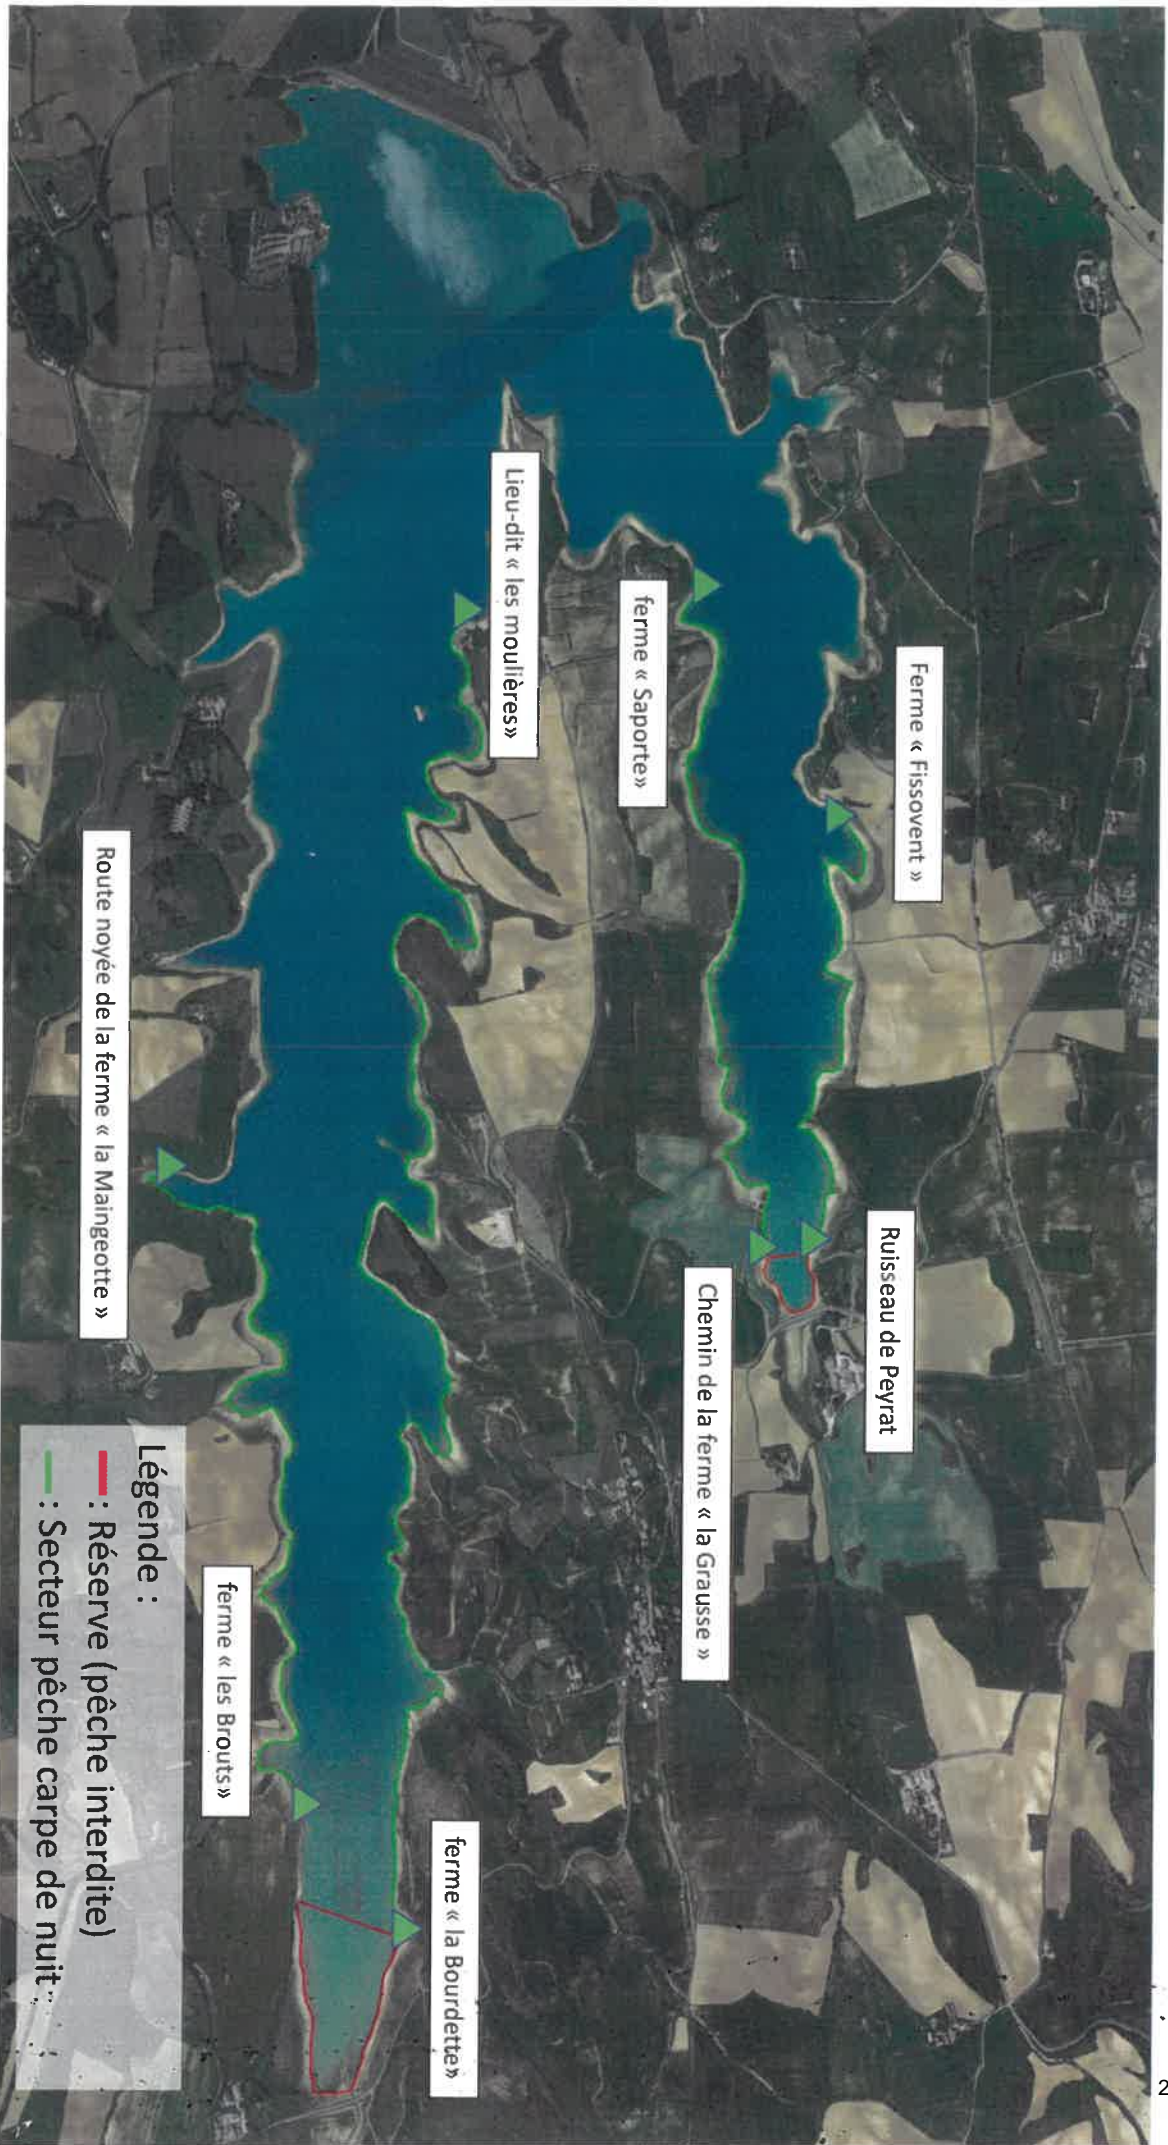 Ferme « Fissovent »
Ruisseau de Peyrat
ferme « Saporte»
Chemin de la ferme « la Grausse »
Lieu-dit « les moulières»
ferme « la Bourdette»
Route noyée de la ferme « la Maingeotte »
ferme « les Brouts»
Légende :
: Réserve (pêche interdite)
: Secteur pêche carpe de nuit
2